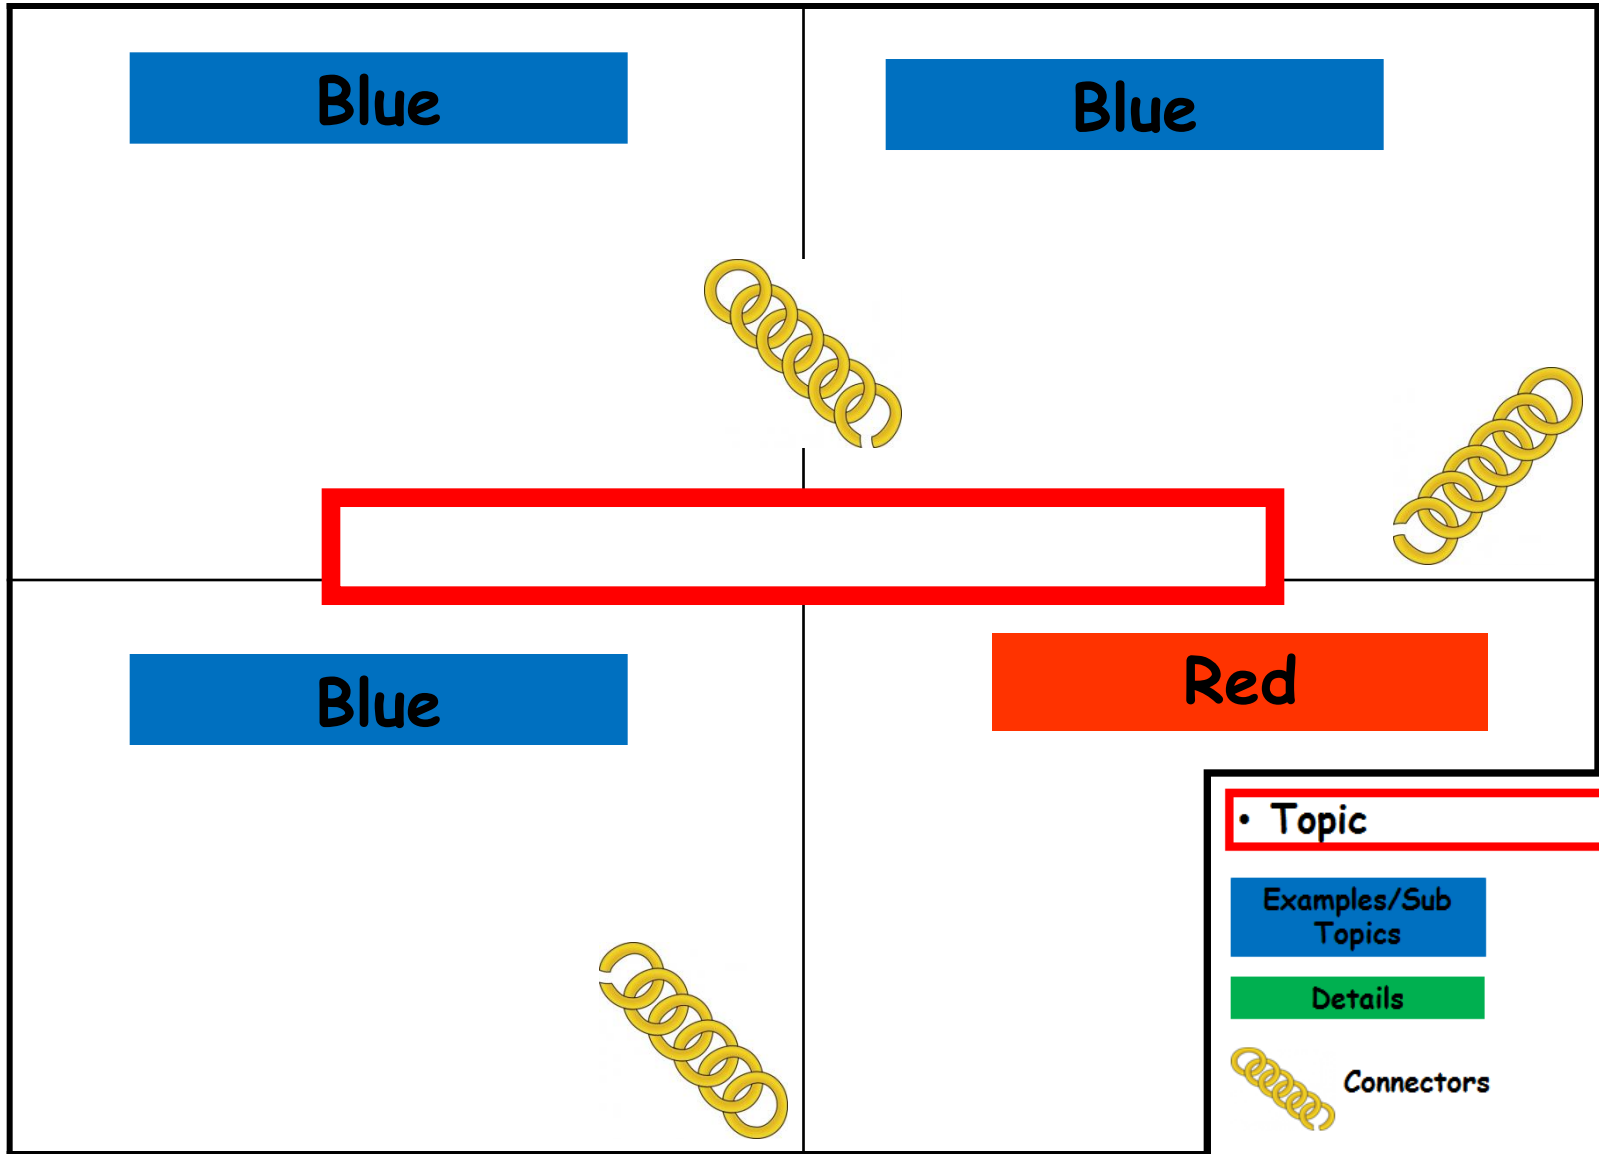 Blue
Blue
Blue
Red
• Topic
Examples/Sub
Topics
Details
Connectors